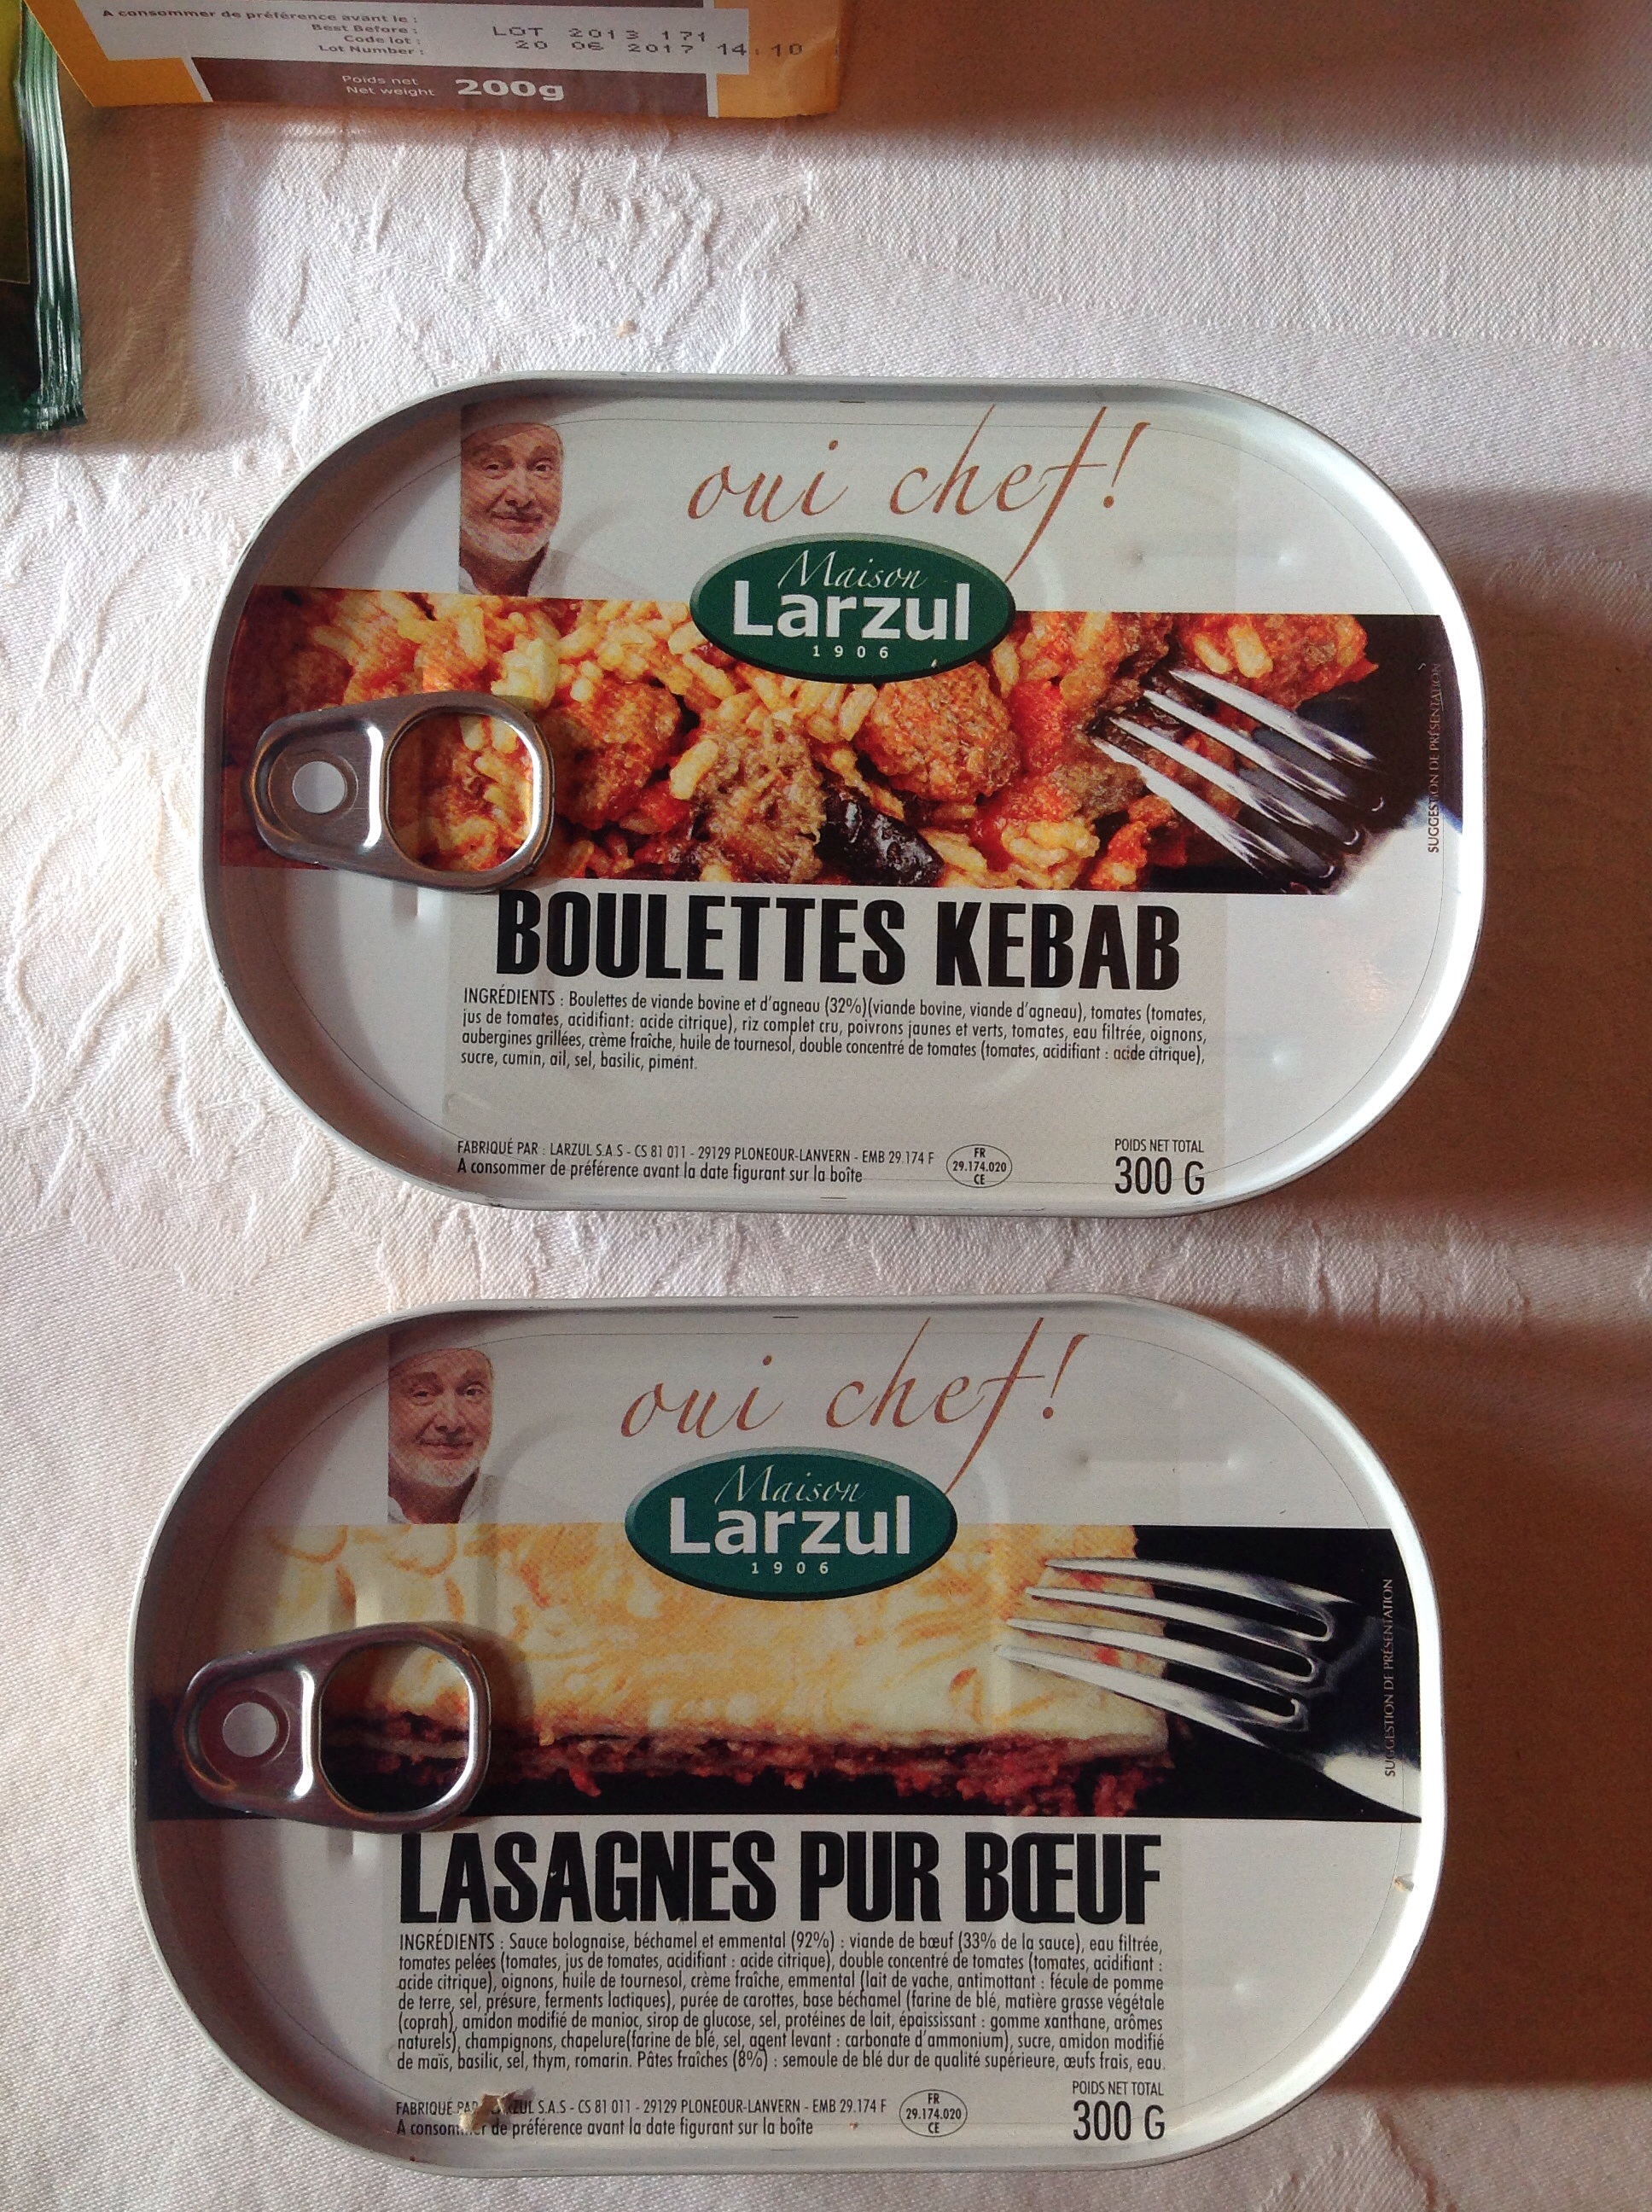 A consommer de préférence avant le :
Best Before :
Code lot :
Lot Number :
LOT 2013 171
20 06 2017 14:10
Poids net
Net weight
200g
oui chef!
Maison
Larzul
1906
SUGGESTION DE PRÉSENTATION
BOULETTES KEBAB
INGRÉDIENTS : Boulettes de viande bovine et d'agneau (32%)(viande bovine, viande d'agneau), tomates (tomates,
jus de tomates, acidifiant: acide citrique), riz complet cru, poivrons jaunes et verts, tomates, eau filtrée, oignons,
aubergines grillées, crème fraîche, huile de tournesol, double concentré de tomates (tomates, acidifiant : acide citrique),
sucre, cumin, ail, sel, basilic, piment.
FABRIQUÉ PAR : LARZUL S.A.S - CS 81 011 - 29129 PLONEOUR-LANVERN - EMB 29.174 F
A consommer de préférence avant la date figurant sur la boîte
FR
29.174.020
CE
POIDS NET TOTAL
300 G
oui chef!
Maison
Larzul
1906
SUGGESTION DE PRÉSENTATION
LASAGNES PUR BŒUF
INGRÉDIENTS : Sauce bolognaise, béchamel et emmental (92%) : viande de bœuf (33% de la sauce), eau filtrée,
tomates pelées (tomates, jus de tomates, acidifiant : acide citrique), double concentré de tomates (tomates, acidifiant :
acide citrique), oignons, huile de tournesol, crème fraîche, emmental (lait de vache, antimottant : fécule de pomme
de terre, sel, présure, ferments lactiques), purée de carottes, base béchamel (farine de blé, matière grasse végétale
(coprah), amidon modifié de manioc, sirop de glucose, sel, protéines de lait, épaississant : gomme xanthane, arômes
naturels), champignons, chapelure(farine de blé, sel, agent levant : carbonate d'ammonium), sucre, amidon modifié
de maïs, basilic, sel, thym, romarin. Pâtes fraîches (8%) : semoule de blé dur de qualité supérieure, œufs frais, eau.
FABRIQUÉ S.A.S - CS 81 011 - 29129 PLONEOUR-LANVERN - EMB 29.174 F
A de préférence avant la date figurant sur la boîte
FR
29.174.020
CE
POIDS NET TOTAL
300 G